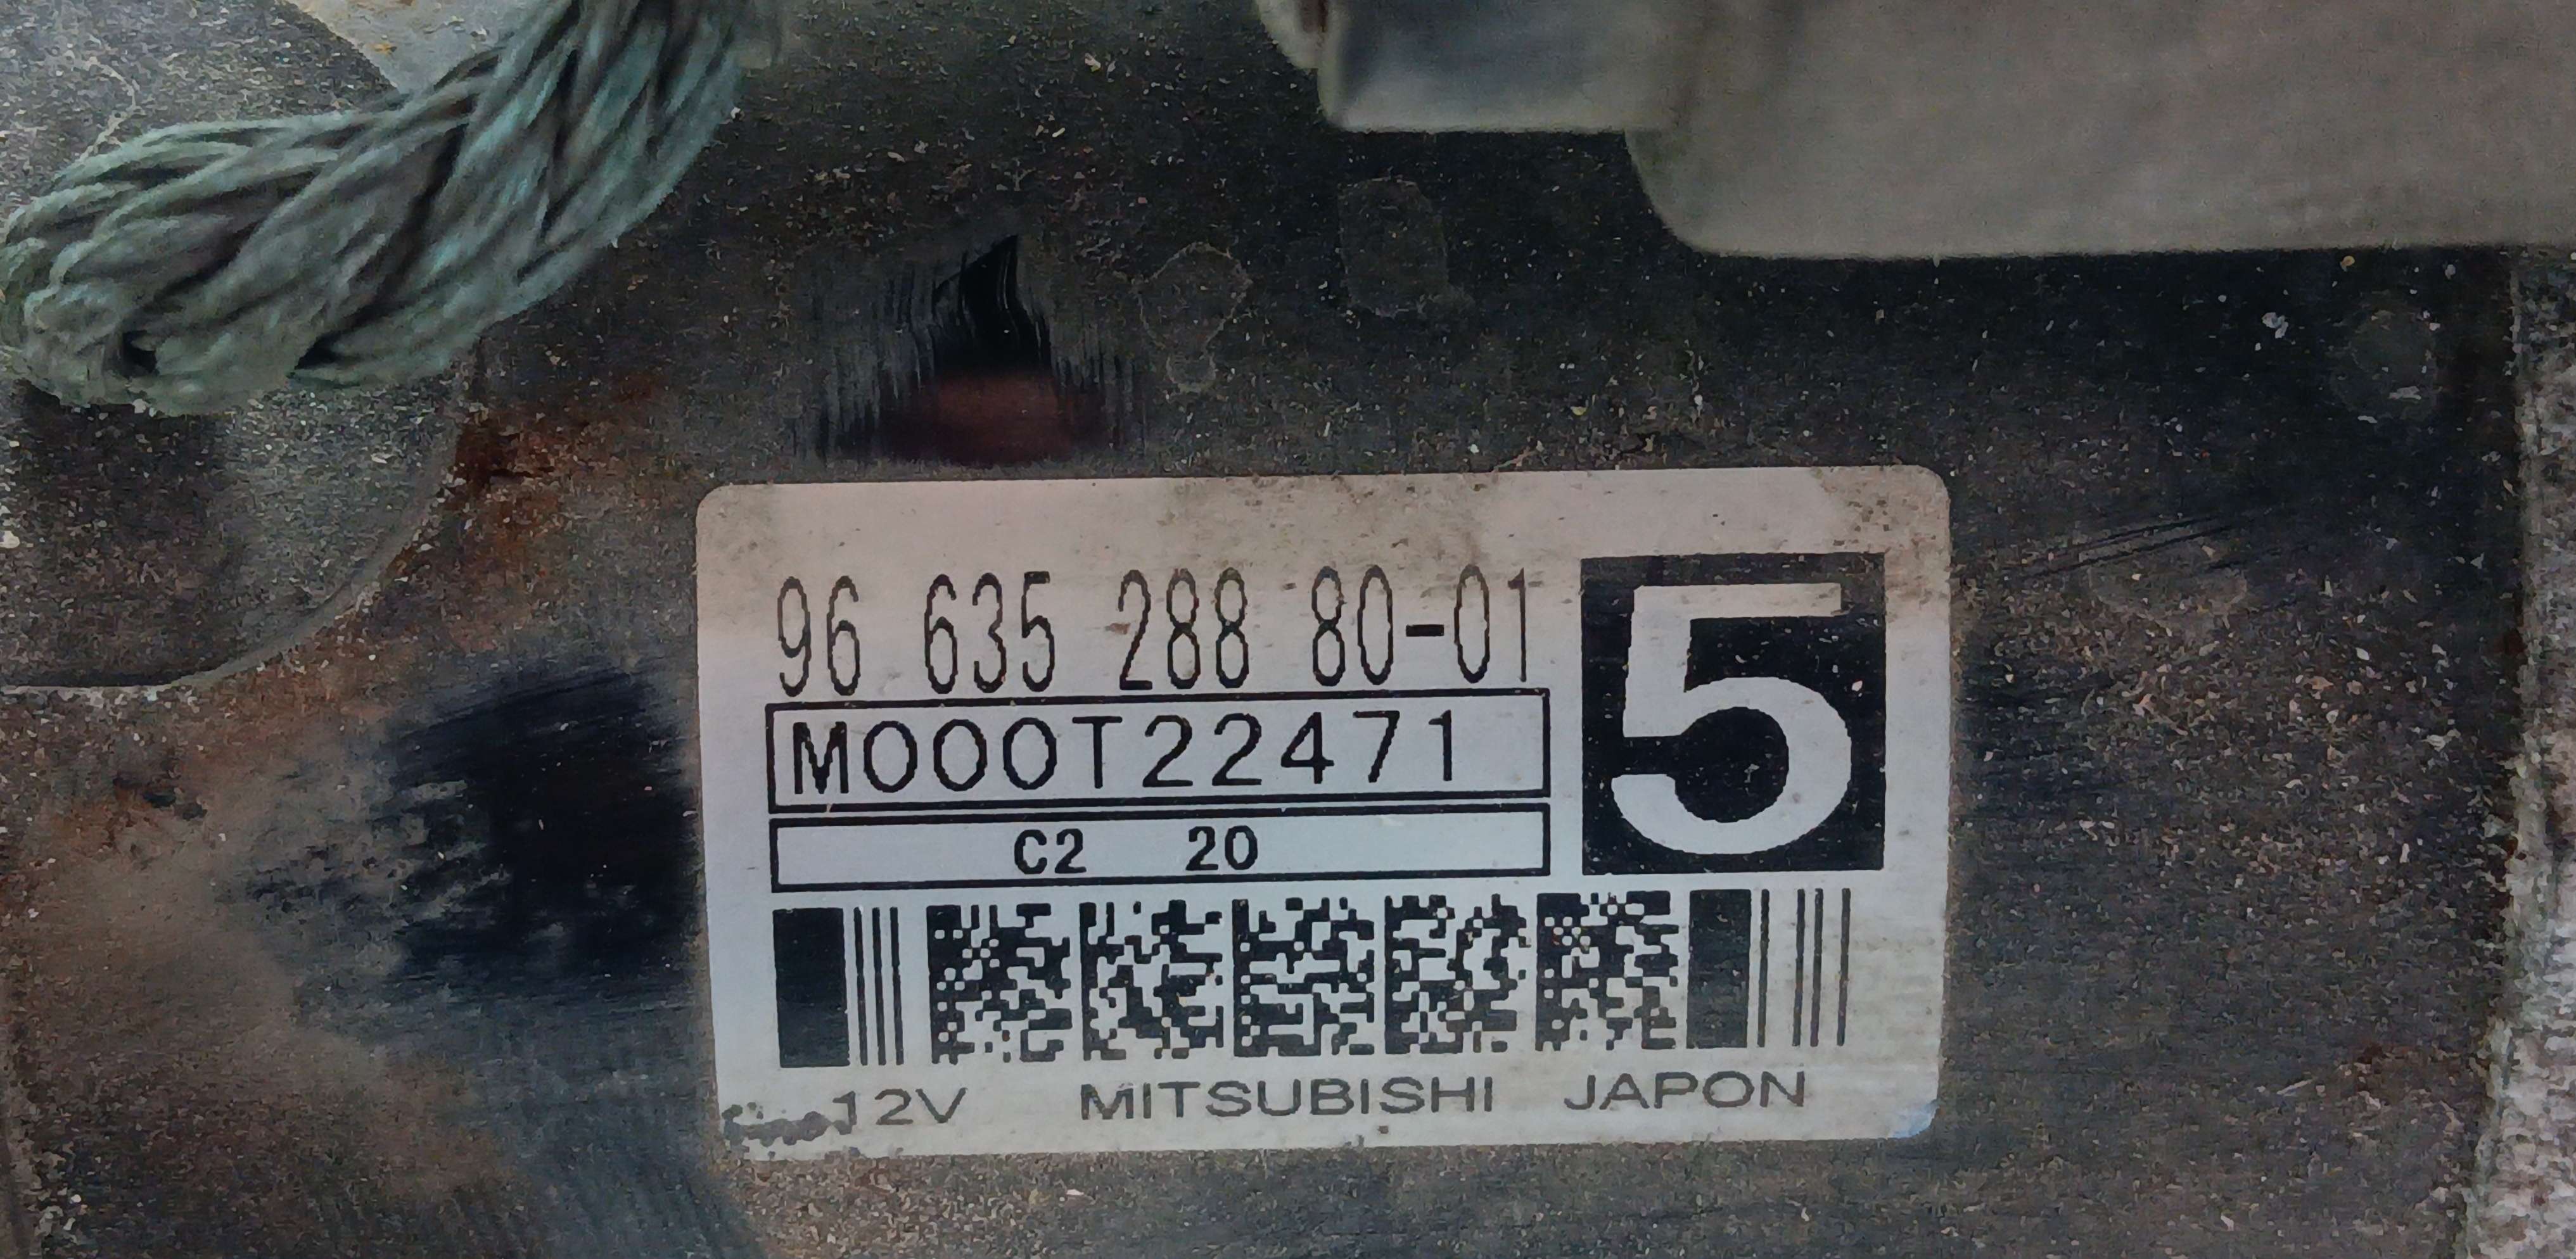 96 635 288 80-01
5
M000T22471
C2 20
12V MITSUBISHI JAPON